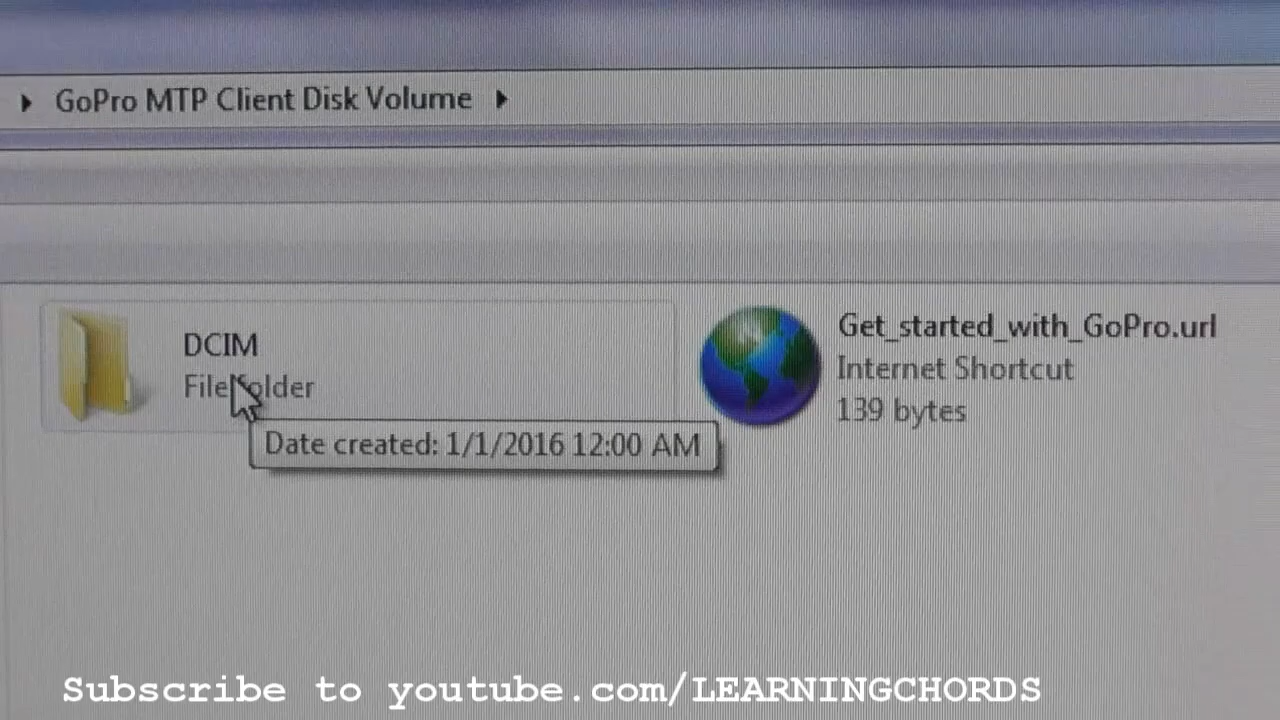 GoPro MTP Client Disk Volume
DCIM
File folder
Date created: 1/1/2016 12:00 AM
Get_started_with_GoPro.url
Internet Shortcut
139 bytes
Subscribe to youtube.com/LEARNINGCHORDS